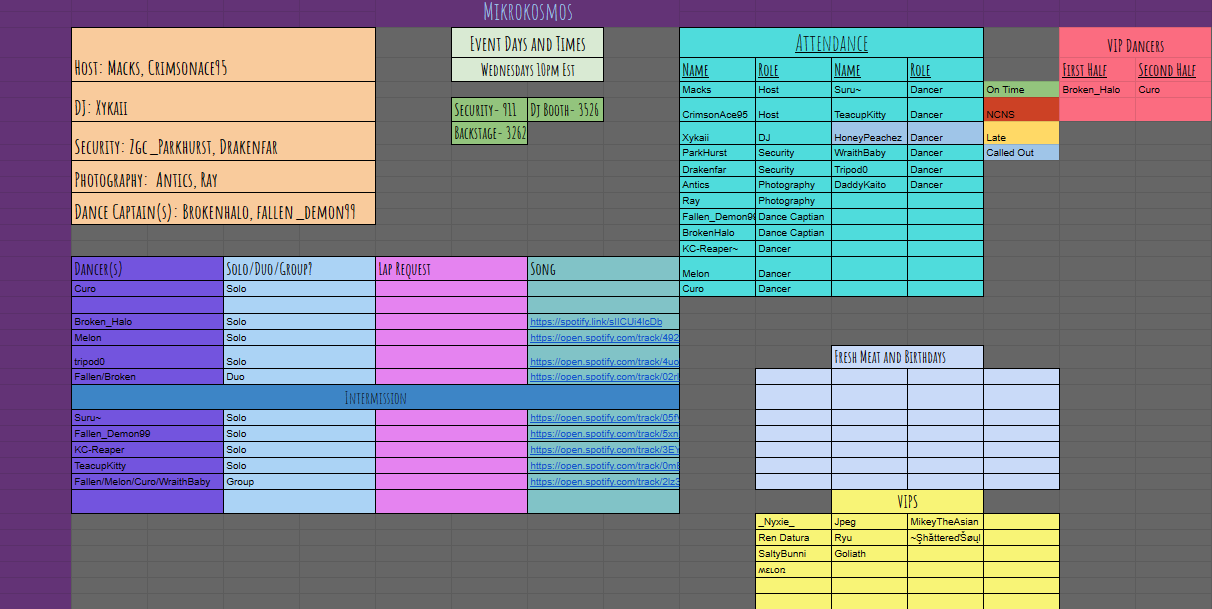 Mikrokosmos
Host: Macks, Crimsonace95
DJ: Xykaii
Security: Zgc_Parkhurst, Drakenfar
Photography: Antics, Ray
Dance Captain(s): Brokenhalo, fallen_demon99
Event Days and Times
Wednesdays 10pm Est
Security- 911 Dj Booth- 3526
Backstage- 3262
Attendance
Name Role Name Role
Macks Host Suru~ Dancer
CrimsonAce95 Host TeacupKitty Dancer
Xykaii DJ HoneyPeachez Dancer
ParkHurst Security WraithBaby Dancer
Drakenfar Security Tripod0 Dancer
Antics Photography DaddyKaito Dancer
Ray Photography
Fallen_Demon99 Dance Captian
BrokenHalo Dance Captian
KC-Reaper~ Dancer
Melon Dancer
Curo Dancer
On Time
NCNS
Late
Called Out
VIP Dancers
First Half Second Half
Broken_Halo Curo
Dancer(s) Solo/Duo/Group? Lap Request Song
Curo Solo
Broken_Halo Solo https://spotify.link/sIICUi4IcDb
Melon Solo https://open.spotify.com/track/492
tripod0 Solo https://open.spotify.com/track/4uo
Fallen/Broken Duo https://open.spotify.com/track/02r
Intermission
Suru~ Solo https://open.spotify.com/track/05f
Fallen_Demon99 Solo https://open.spotify.com/track/5xn
KC-Reaper Solo https://open.spotify.com/track/3EY
TeacupKitty Solo https://open.spotify.com/track/0m
Fallen/Melon/Curo/WraithBaby Group https://open.spotify.com/track/2lz3
Fresh Meat and Birthdays
VIPS
_Nyxie_ Jpeg MikeyTheAsian
Ren Datura Ryu ~ŞhåtteredŠøųl
SaltyBunni Goliath